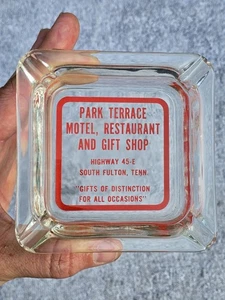 PARK TERRACE
MOTEL, RESTAURANT
AND GIFT SHOP
HIGHWAY 45-E
SOUTH FULTON, TENN.
"GIFTS OF DISTINCTION
FOR ALL OCCASIONS"